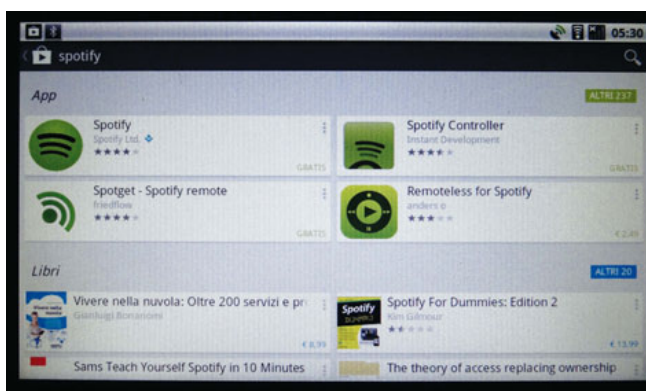 05:30
spotify
App
ALTRI 237
Spotify
Spotify Ltd.
GRATIS
Spotify Controller
Instant Development
GRATIS
Spotget - Spotify remote
friedflow
GRATIS
Remoteless for Spotify
anders o
€ 2,49
Libri
ALTRI 20
Vivere nella nuvola: Oltre 200 servizi e pr
Gianluigi Bonanomi
€ 8,99
Spotify
DUMMIES
Spotify For Dummies: Edition 2
Kim Gilmour
€ 13,99
Sams Teach Yourself Spotify in 10 Minutes
The theory of access replacing ownership